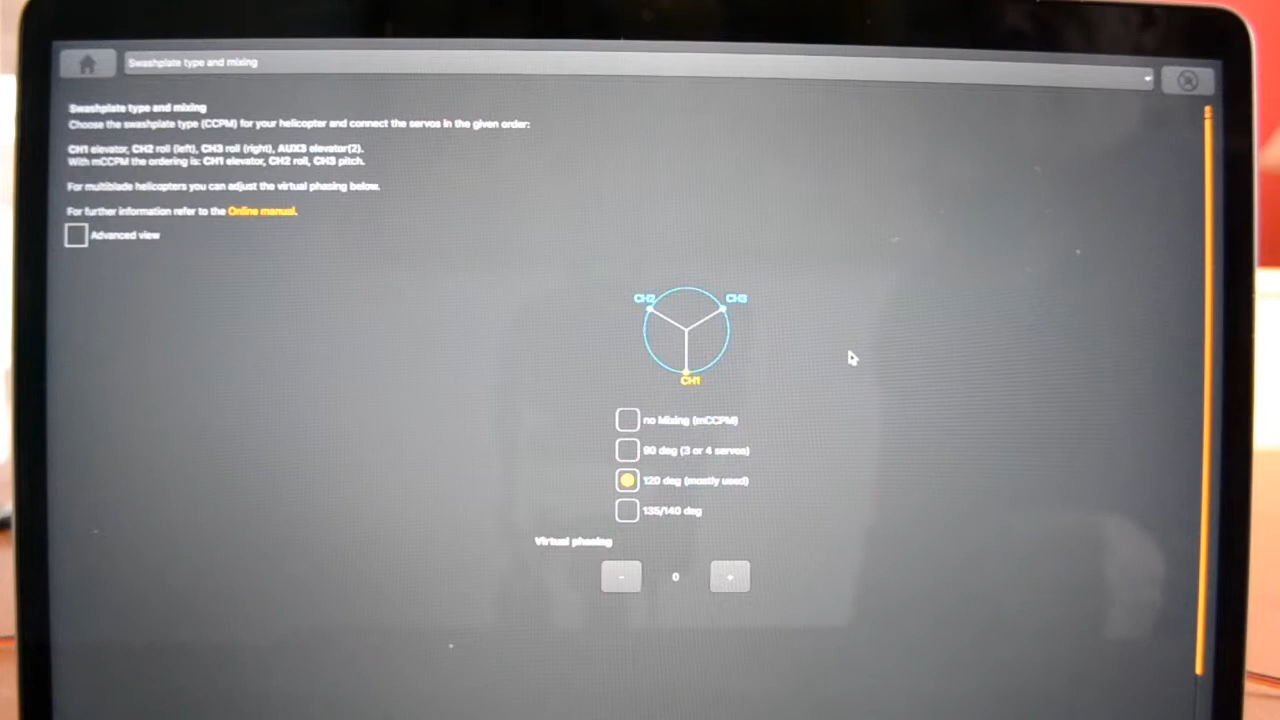 Swashplate type and mixing
Swashplate type and mixing
Choose the swashplate type (CCPM) for your helicopter and connect the servos in the given order:
CH1 elevator, CH2 roll (left), CH3 roll (right), AUX3 elevator(2).
With mCCPM the ordering is: CH1 elevator, CH2 roll, CH3 pitch.
For multiblade helicopters you can adjust the virtual phasing below.
For further information refer to the Online manual.
Advanced view
CH2 CH3
CH1
no Mixing (mCCPM)
90 deg (3 or 4 servos)
120 deg (mostly used)
135/140 deg
Virtual phasing
- 0 +